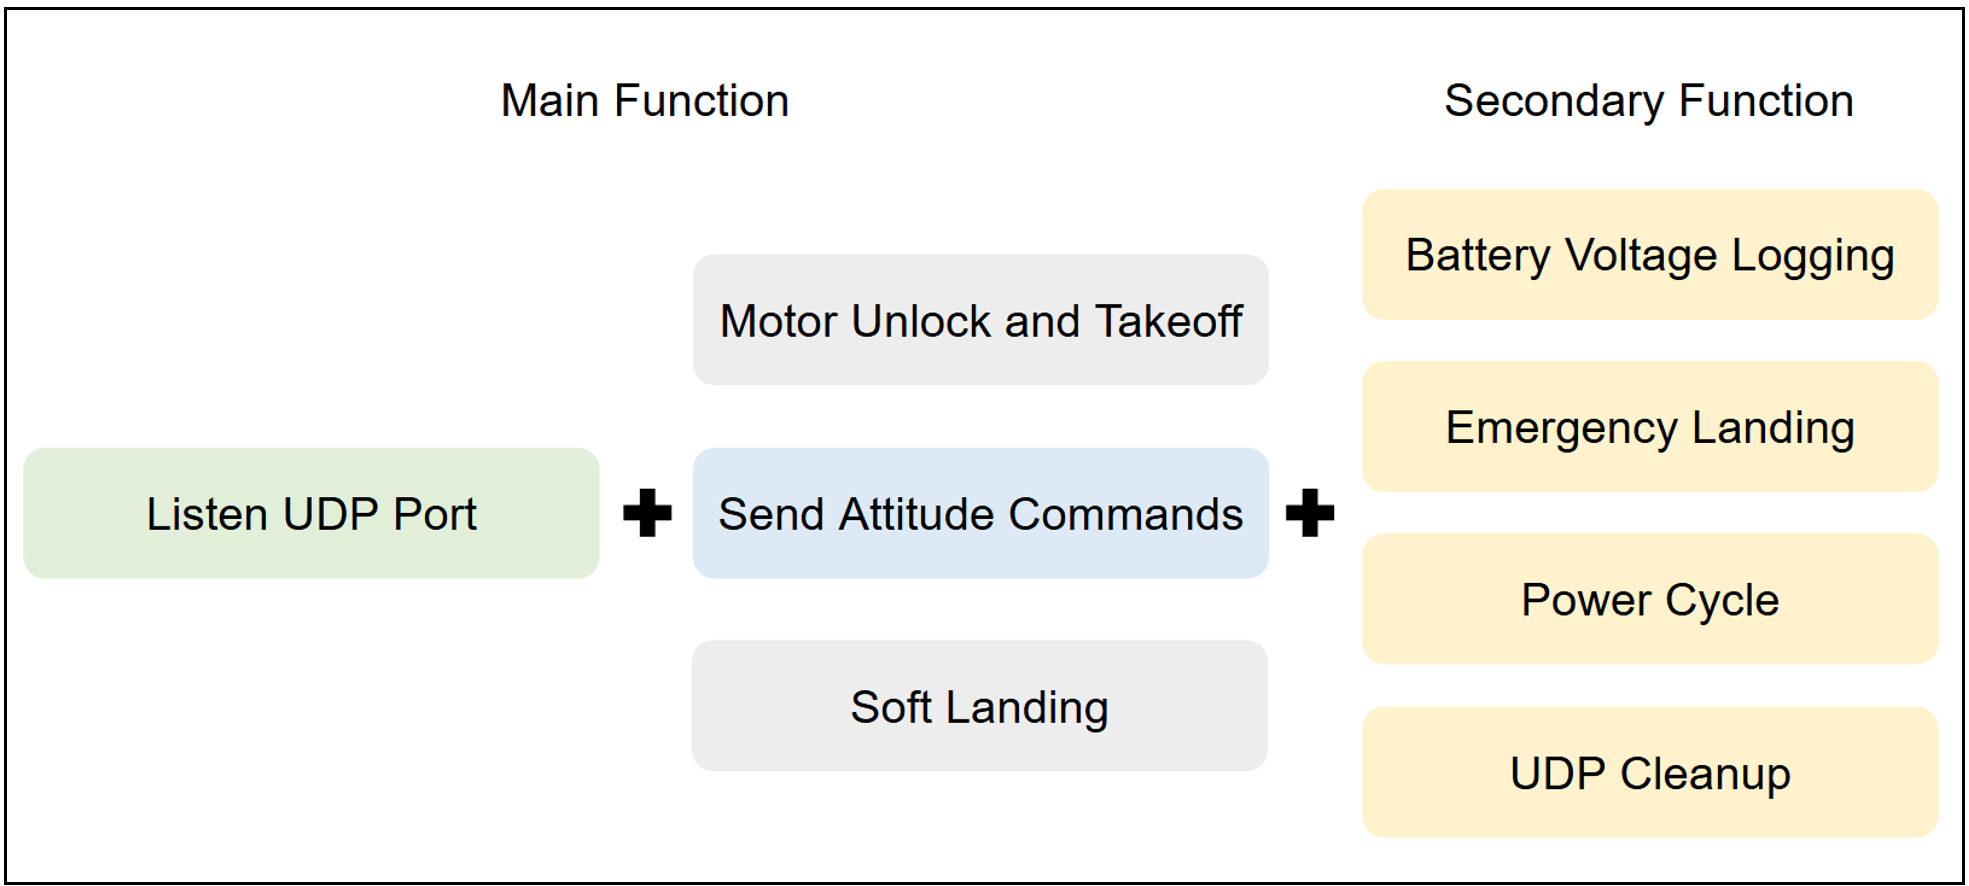 Main Function
Secondary Function
Listen UDP Port
Motor Unlock and Takeoff
Send Attitude Commands
Soft Landing
Battery Voltage Logging
Emergency Landing
Power Cycle
UDP Cleanup